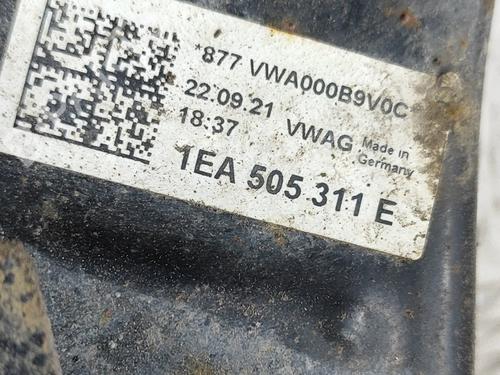 *877 VWA000B9V0C*
22.09.21 VWAG Made in
18:37 Germany
1EA 505 311 E